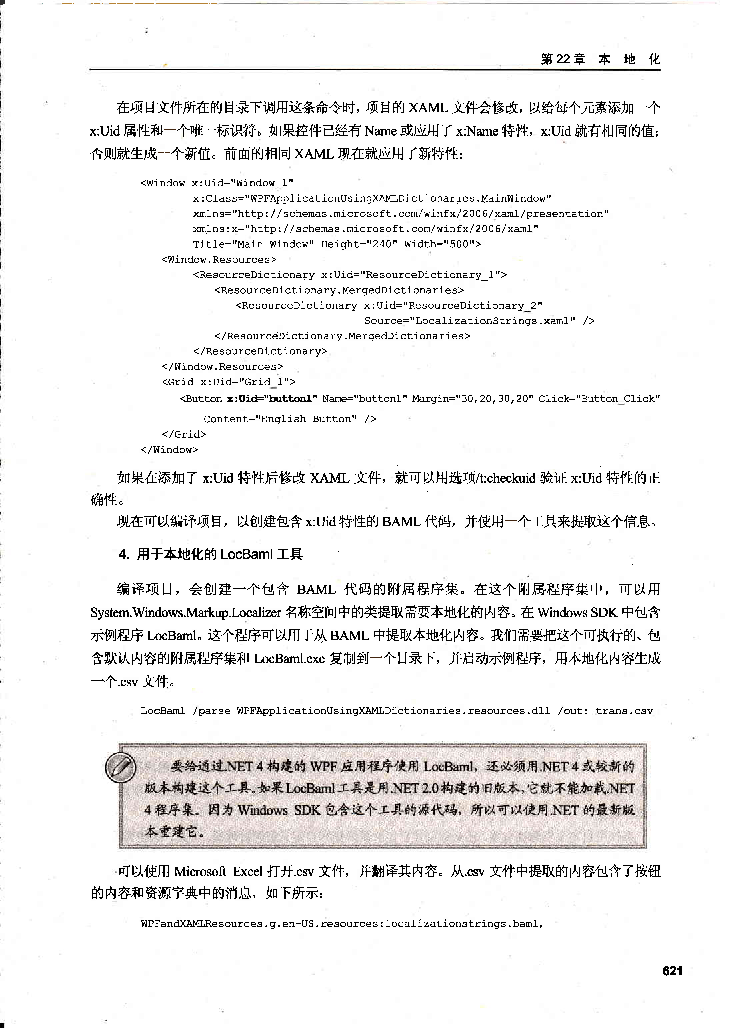 第 22 章 本 地 化
在项目文件所在的目录下调用这条命令时，项目的 XAML 文件会修改，以给每个元素添加一个
x:Uid 属性和一个唯一标识符。如果控件已经有 Name 或应用了 x:Name 特性，x:Uid 就有相同的值；
否则就生成一个新值。前面的相同 XAML 现在就应用了新特性：
<Window x:Uid="Window_1"
x:Class="WPFApplicationUsingXAMLDictionaries.MainWindow"
xmlns="http://schemas.microsoft.com/winfx/2006/xaml/presentation"
xmlns:x="http://schemas.microsoft.com/winfx/2006/xaml"
Title="Main Window" Height="240" Width="500">
<Window.Resources>
<ResourceDictionary x:Uid="ResourceDictionary_1">
<ResourceDictionary.MergedDictionaries>
<ResourceDictionary x:Uid="ResourceDictionary_2"
Source="LocalizationStrings.xaml" />
</ResourceDictionary.MergedDictionaries>
</ResourceDictionary>
</Window.Resources>
<Grid x:Uid="Grid_1">
<Button x:Uid="button1" Name="button1" Margin="30,20,30,20" Click="Button_Click"
Content="English Button" />
</Grid>
</Window>
如果在添加了 x:Uid 特性后修改 XAML 文件，就可以用选项/t:checkuid 验证 x:Uid 特性的正
确性。
现在可以编译项目，以创建包含 x:Uid 特性的 BAML 代码，并使用一个工具来提取这个信息。
4. 用于本地化的 LocBaml 工具
编译项目，会创建一个包含 BAML 代码的附属程序集。在这个附属程序集中，可以用
System.Windows.Markup.Localizer 名称空间中的类提取需要本地化的内容。在 Windows SDK 中包含
示例程序 LocBaml。这个程序可以用于从 BAML 中提取本地化内容。我们需要把这个可执行的、包
含默认内容的附属程序集和 LocBaml.exe 复制到一个目录下，并启动示例程序，用本地化内容生成
一个.csv 文件。
LocBaml /parse WPFApplicationUsingXAMLDictionaries.resources.dll /out: trans.csv
要给通过.NET 4 构建的 WPF 应用程序使用 LocBaml，还必须用.NET 4 或较新的
版本构建这个工具。如果 LocBaml 工具是用.NET 2.0 构建的旧版本，它就不能加载.NET
4 程序集。因为 Windows SDK 包含这个工具的源代码，所以可以使用.NET 的最新版
本重建它。
可以使用 Microsoft Excel 打开.csv 文件，并翻译其内容。从.csv 文件中提取的内容包含了按钮
的内容和资源字典中的消息，如下所示：
WPFandXAMLResources.g.en-US.resources:localizationstrings.baml,
621